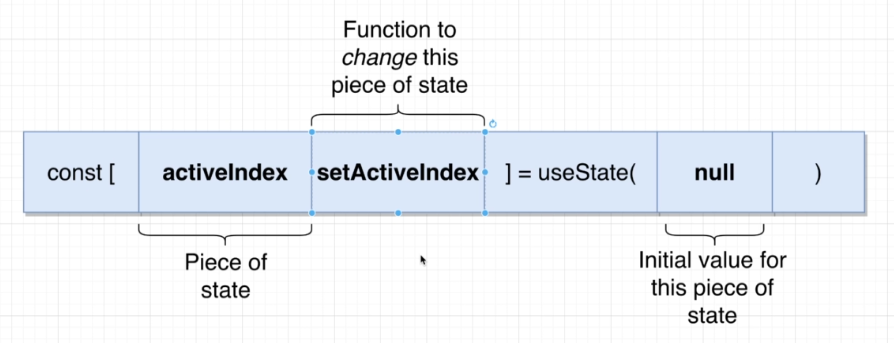 Function to
change this
piece of state
const [ activeIndex setActiveIndex ] = useState( null )
Piece of
state
Initial value for
this piece of
state